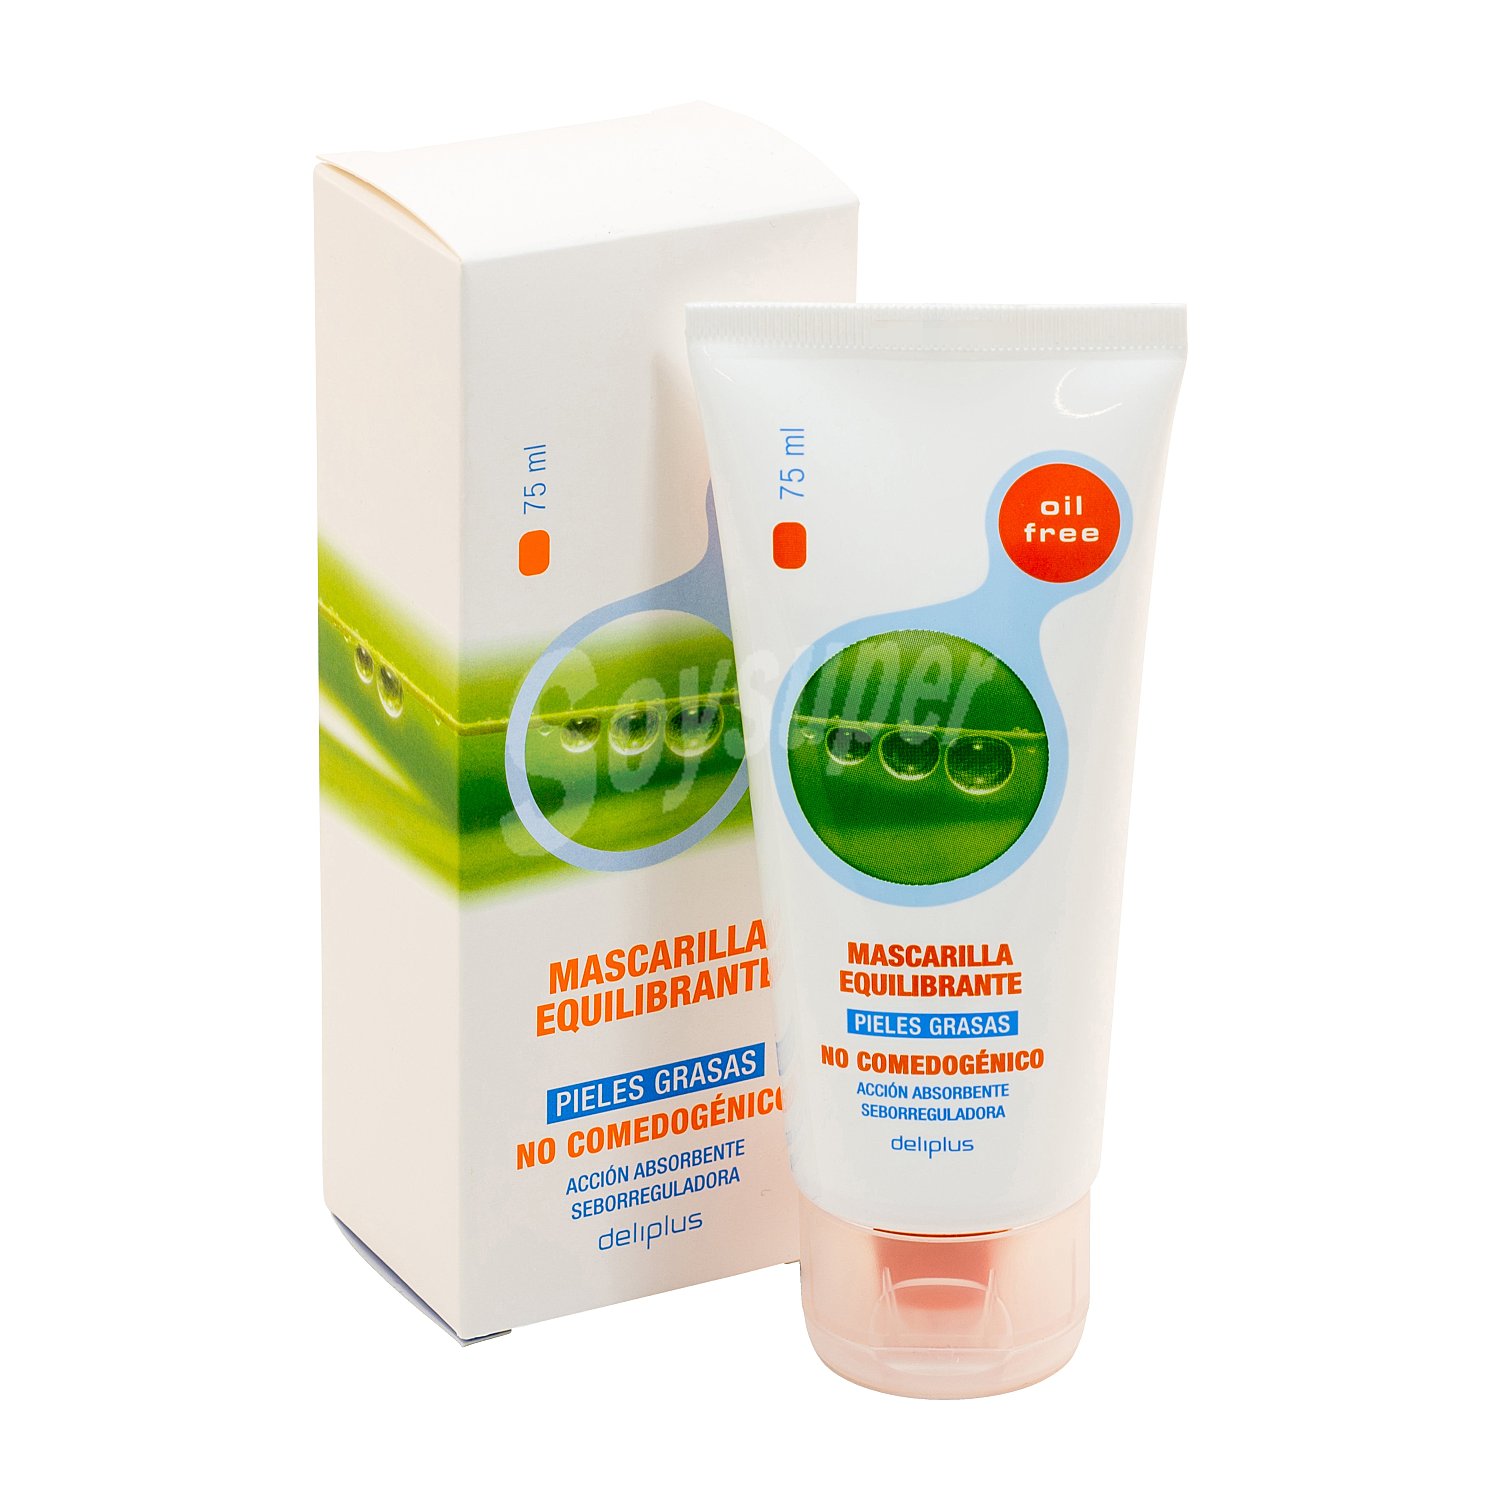 75 ml
MASCARILLA
EQUILIBRANTE
PIELES GRASAS
NO COMEDOGÉNICO
ACCIÓN ABSORBENTE
SEBORREGULADORA
deliplus
75 ml
oil
free
MASCARILLA
EQUILIBRANTE
PIELES GRASAS
NO COMEDOGÉNICO
ACCIÓN ABSORBENTE
SEBORREGULADORA
deliplus
Soysuper